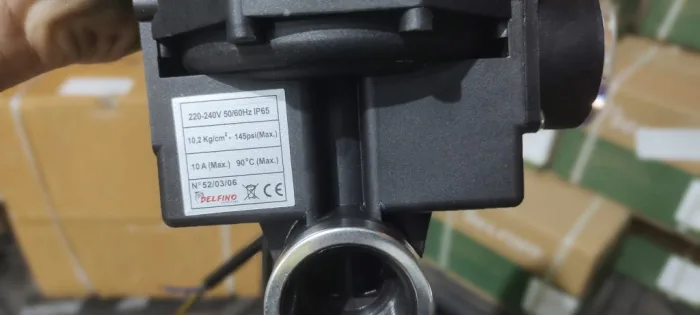 220-240V 50/60Hz IP65
10,2 Kg/cm² - 145psi(Max.)
10 A (Max.) 90°C (Max.)
N° 52/03/06
DELFINO CE